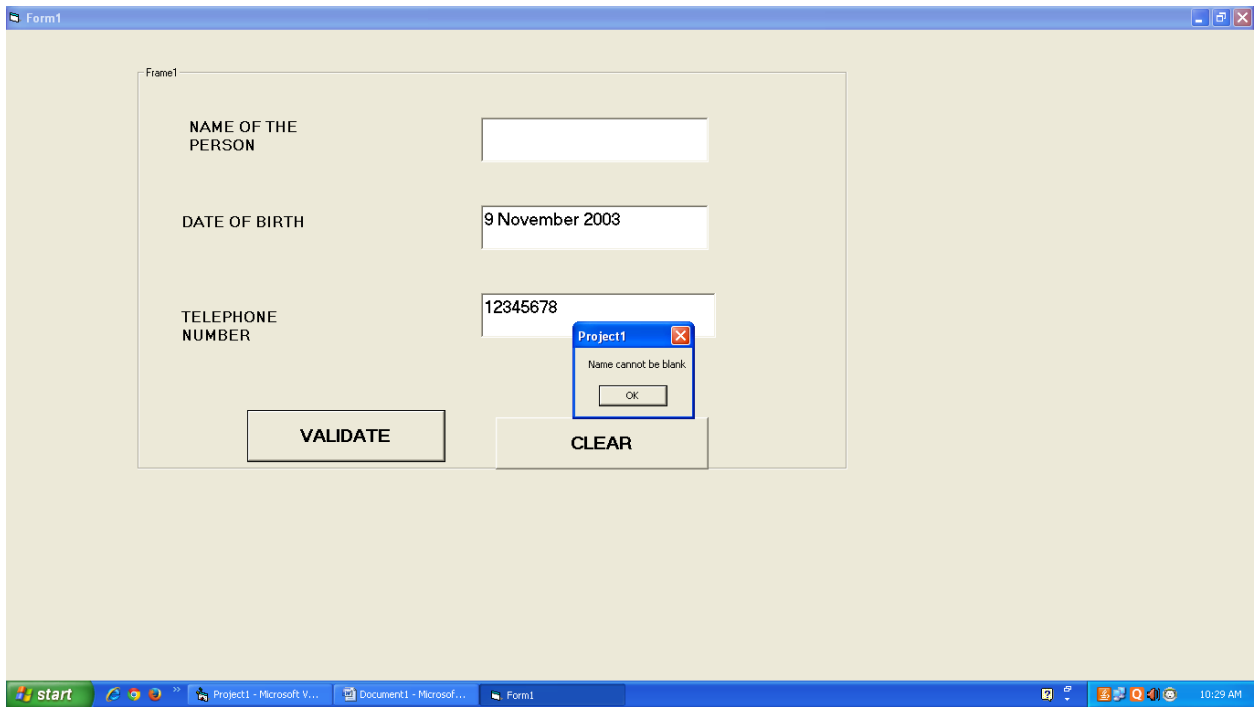 Form1
Frame1
NAME OF THE
PERSON
DATE OF BIRTH
9 November 2003
TELEPHONE
NUMBER
12345678
Project1
Name cannot be blank
OK
VALIDATE
CLEAR
start
Project1 - Microsoft V...
Document1 - Microsof...
Form1
10:29 AM